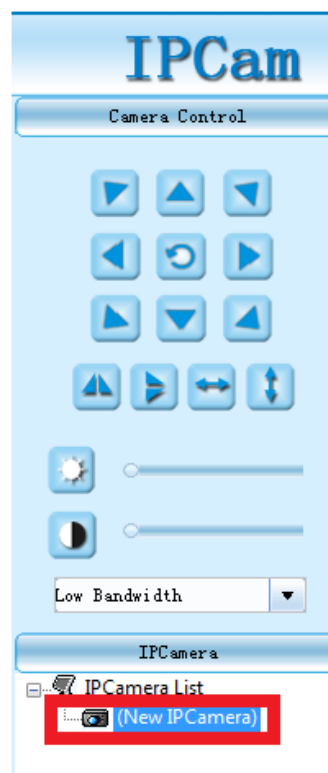 IPCam
Camera Control
Low Bandwidth
IPCamera
IPCamera List
(New IPCamera)